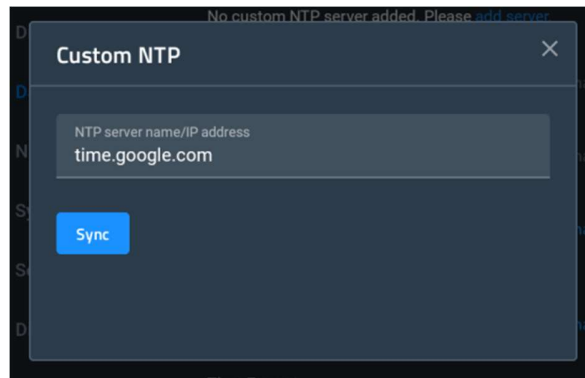 No custom NTP server added. Please add server
Custom NTP
NTP server name/IP address
time.google.com
Sync